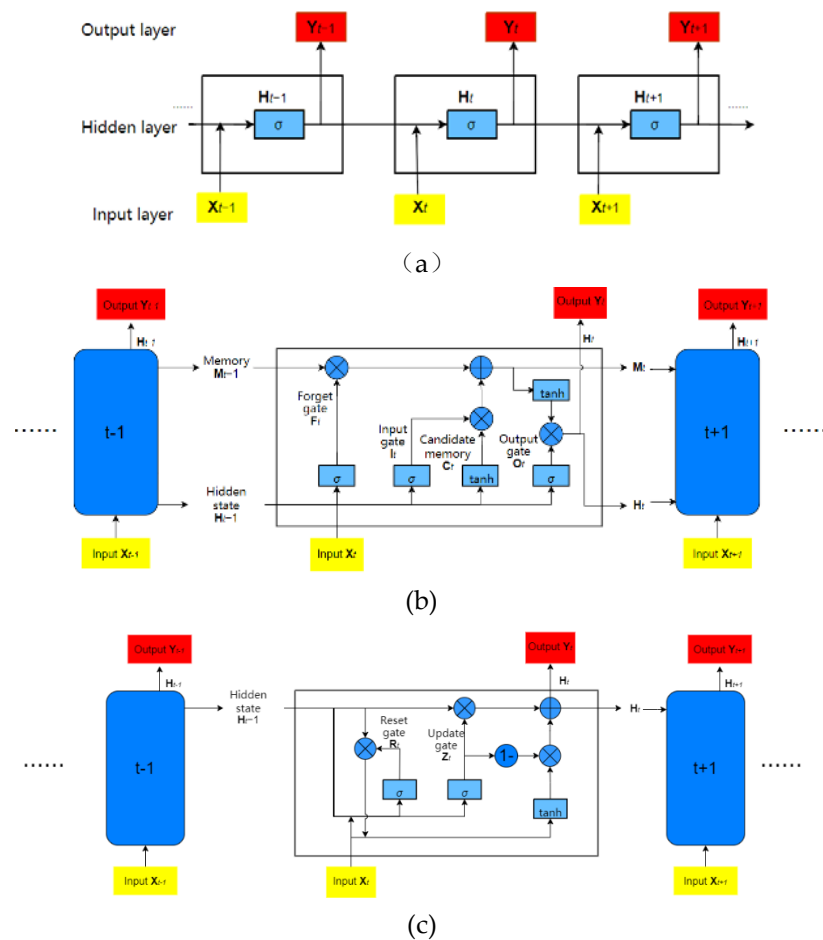 Output layer
Yt−1
Yt
Yt+1
Ht−1
Ht
Ht+1
......
......
Hidden layer
σ
σ
σ
Input layer
Xt−1
Xt
Xt+1
（a）
Output Yt-1
Output Yt
Output Yt+1
Ht-1
Ht
Ht+1
Memory
Mt−1
Mt
Forget
gate
Ft
Input
gate
It
Candidate
memory
Ct
Output
gate
Ot
tanh
......
t-1
t+1
......
σ
σ
tanh
σ
Hidden
state
Ht−1
Ht
Input Xt-1
Input Xt
Input Xt+1
(b)
Output Yt-1
Output Yt
Output Yt+1
Ht-1
Ht
Ht+1
Hidden
state
Ht−1
Ht
Reset
gate
Rt
Update
gate
Zt
1-
......
t-1
t+1
......
σ
σ
tanh
Input Xt-1
Input Xt
Input Xt+1
(c)